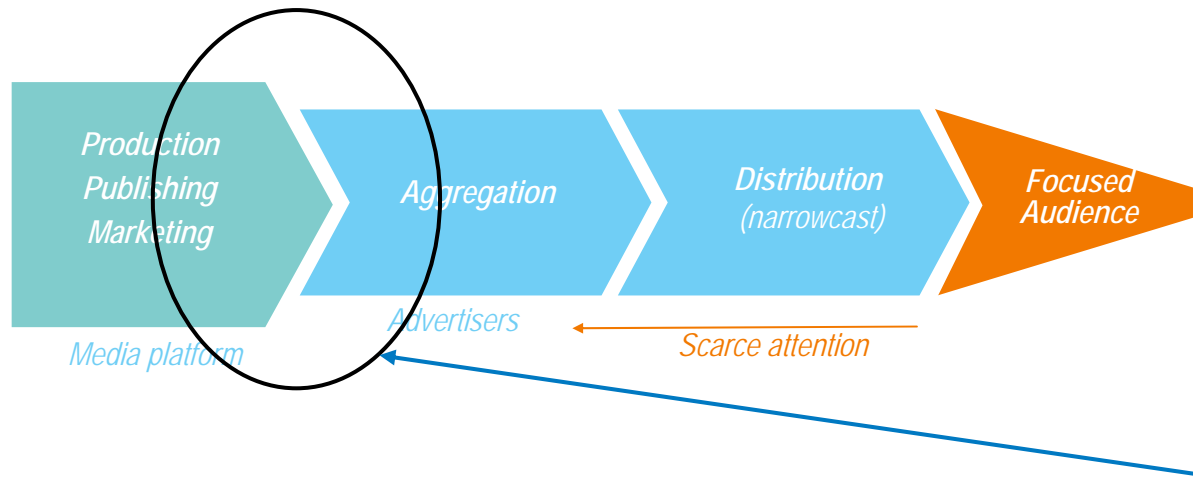 Production
Publishing
Marketing
Aggregation
Distribution
(narrowcast)
Focused
Audience
Media platform
Advertisers
Scarce attention